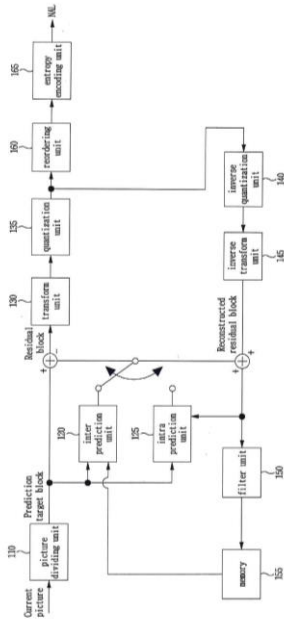 Current
picture
110
picture
dividing unit
Prediction
target block
120
inter
prediction
unit
125
intra
prediction
unit
Residual
block
+
-
130
transform
unit
135
quantization
unit
160
reordering
unit
165
entropy
encoding unit
NAL
inverse
quantization
unit
140
inverse
transform
unit
145
Reconstructed
residual block
+
+
filter unit
150
memory
155